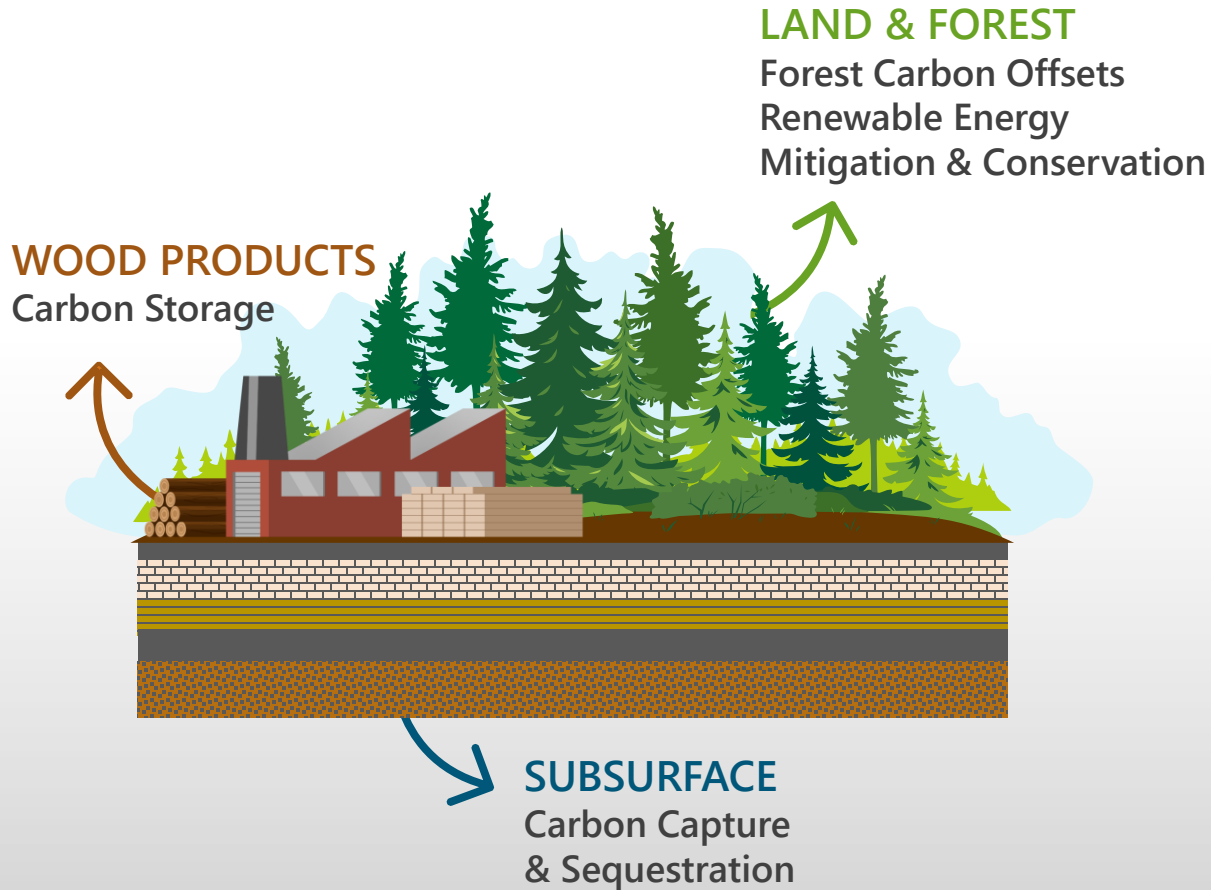 LAND & FOREST
Forest Carbon Offsets
Renewable Energy
Mitigation & Conservation
WOOD PRODUCTS
Carbon Storage
SUBSURFACE
Carbon Capture
& Sequestration